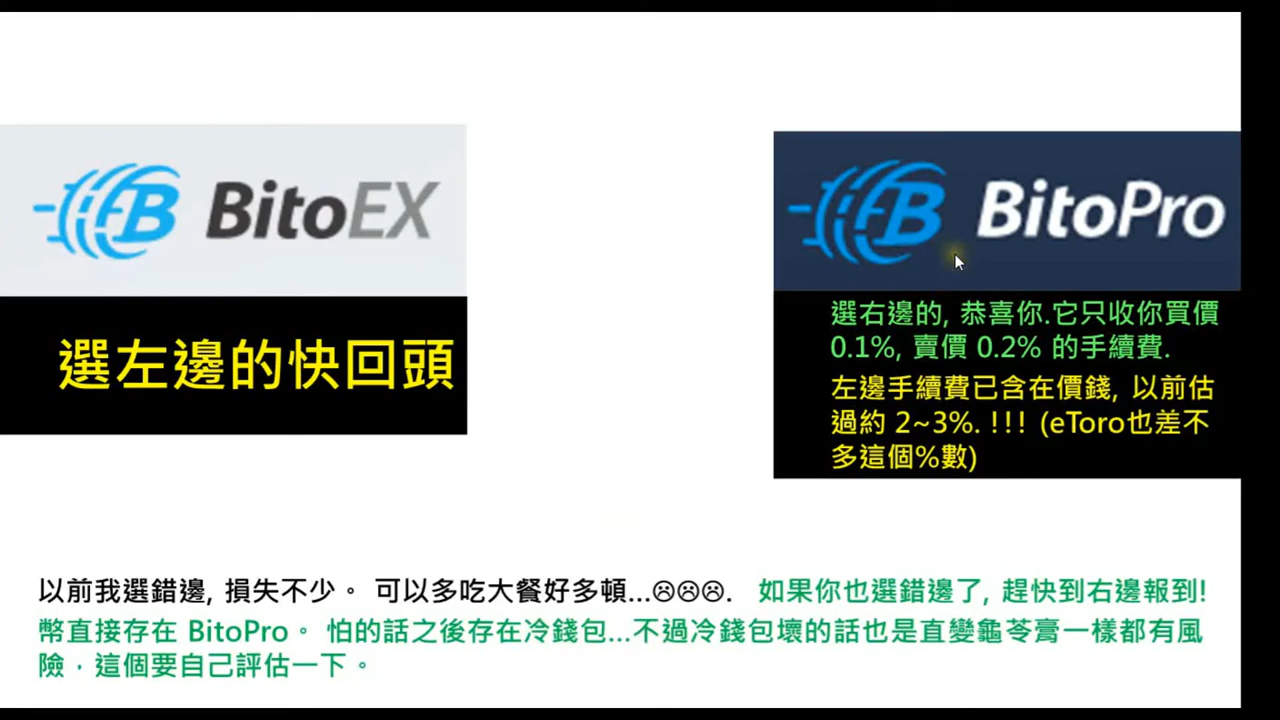 BitoEX
選左邊的快回頭
BitoPro
選右邊的, 恭喜你.它只收你買價
0.1%, 賣價 0.2% 的手續費.
左邊手續費已含在價錢, 以前估
過約 2~3%. !!! (eToro也差不
多這個%數)
以前我選錯邊, 損失不少。 可以多吃大餐好多頓...☹☹☹. 如果你也選錯邊了, 趕快到右邊報到!
幣直接存在 BitoPro。 怕的話之後存在冷錢包...不過冷錢包壞的話也是直變龜苓膏一樣都有風
險，這個要自己評估一下。